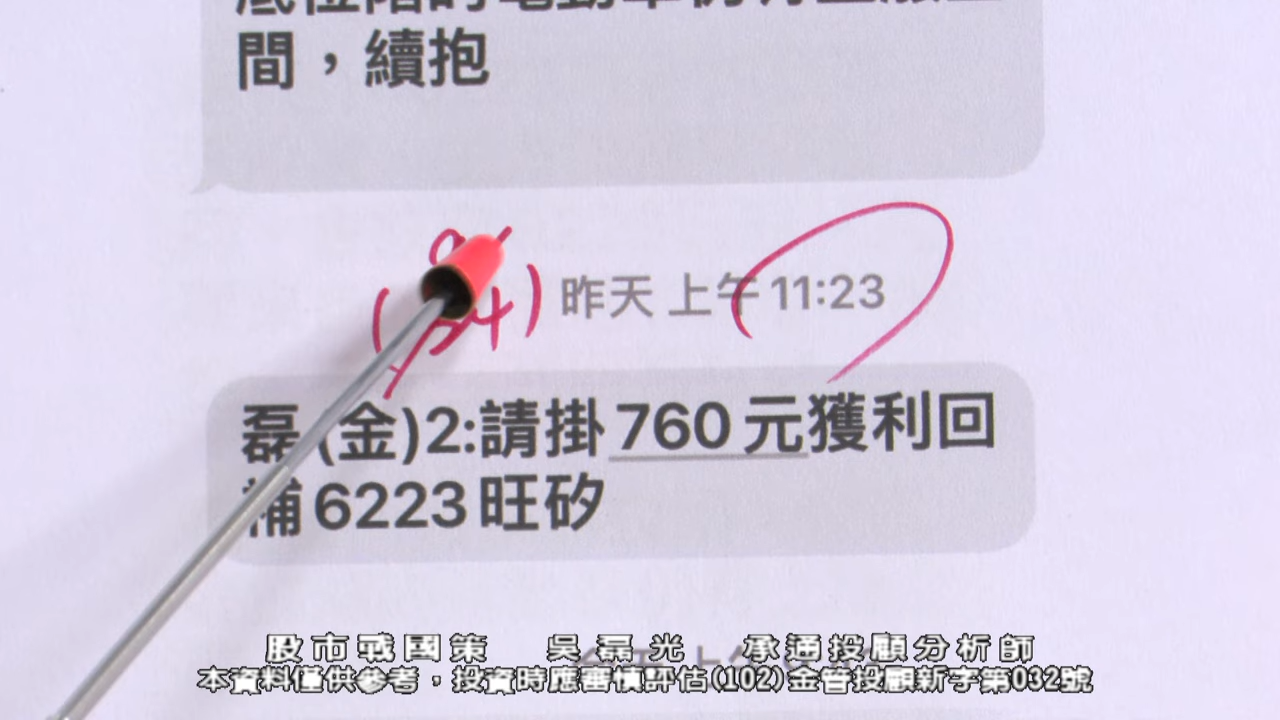 間，續抱
昨天 上午 11:23
磊 (金)2:請掛 760 元獲利回
補 6223 旺矽
股市戰國策 吳磊光 承通投顧分析師
本資料僅供參考，投資時應審慎評估(102)金管投顧新字第032號